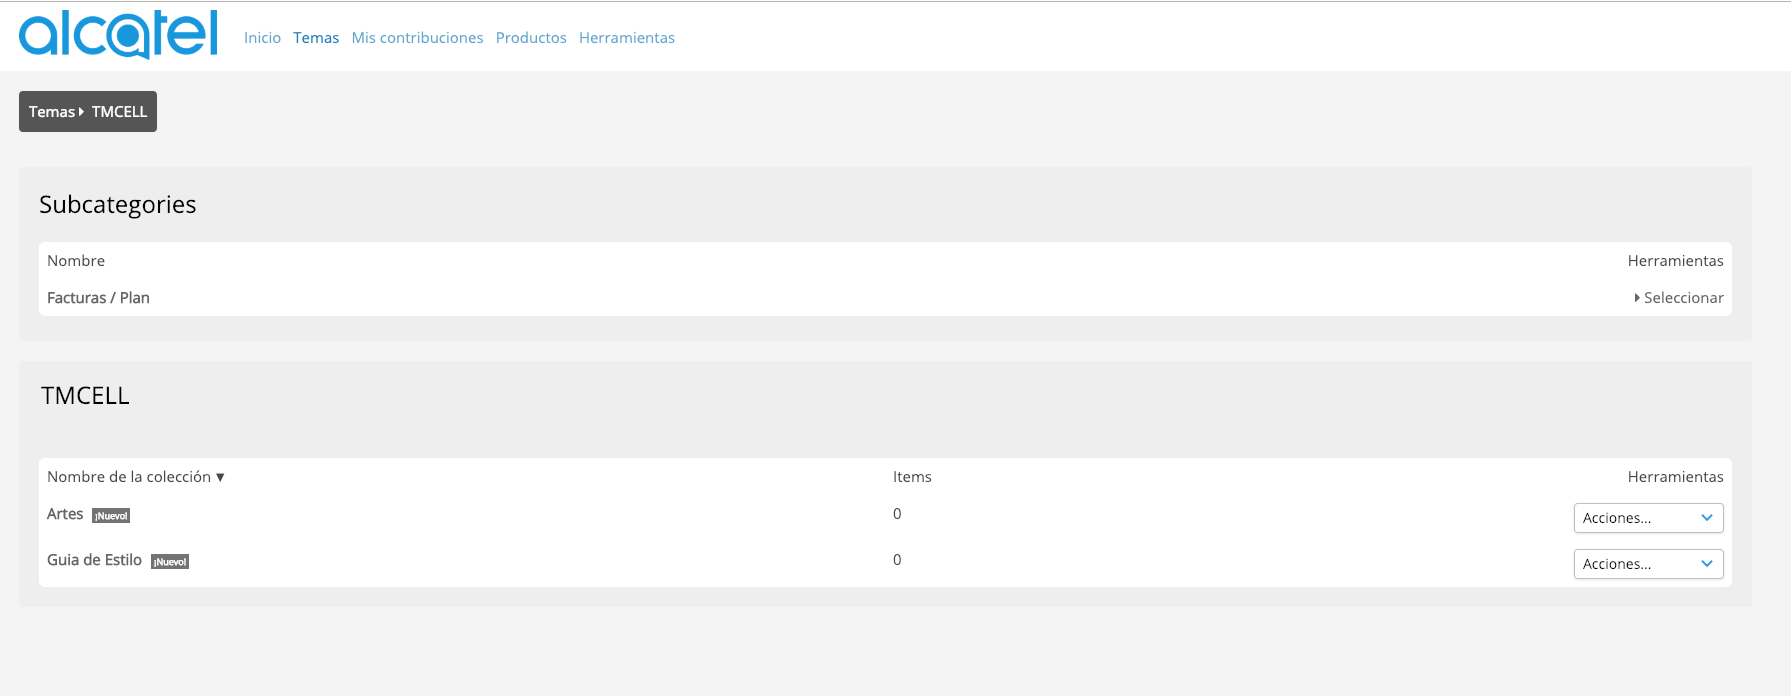 alcatel Inicio Temas Mis contribuciones Productos Herramientas
Temas TMCELL
Subcategories
Nombre Herramientas
Facturas / Plan Seleccionar
TMCELL
Nombre de la colección ▼ Items Herramientas
Artes ¡Nuevo! 0 Acciones...
Guia de Estilo ¡Nuevo! 0 Acciones...